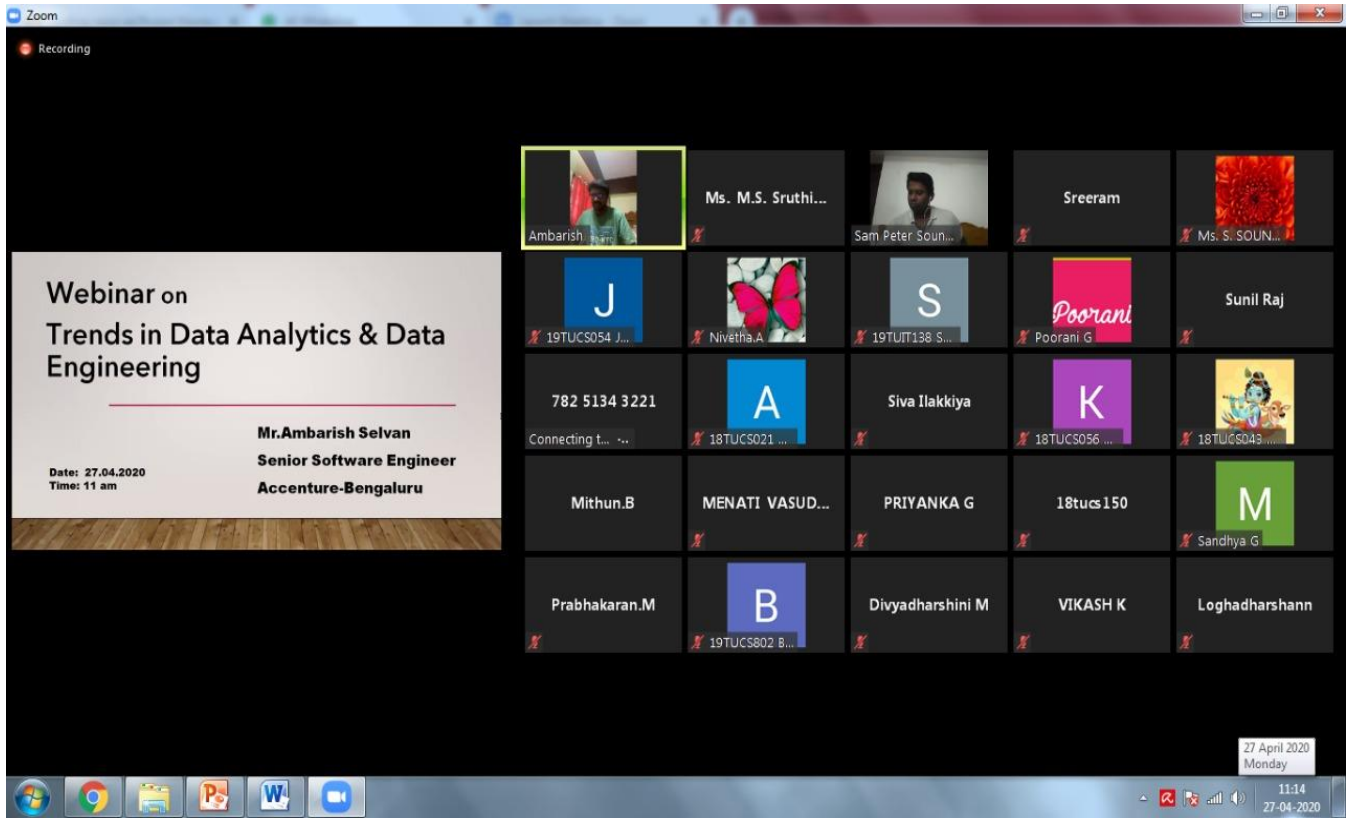 Zoom
Recording
Webinar on
Trends in Data Analytics & Data
Engineering
Mr.Ambarish Selvan
Senior Software Engineer
Accenture-Bengaluru
Date: 27.04.2020
Time: 11 am
Ambarish
Ms. M.S. Sruthi...
Sam Peter Soun...
Sreeram
Ms. S. SOUN...
J
19TUCS054 J...
Nivetha.A
S
19TUIT138 S...
Poorani
Poorani G
Sunil Raj
782 5134 3221
Connecting t...
A
18TUCS021 ...
Siva Ilakkiya
K
18TUCS056 ...
18TUCS043 ...
Mithun.B
MENATI VASUD...
PRIYANKA G
18tucs150
M
Sandhya G
Prabhakaran.M
B
19TUCS802 B...
Divyadharshini M
VIKASH K
Loghadharshann
27 April 2020
Monday
11:14
27-04-2020